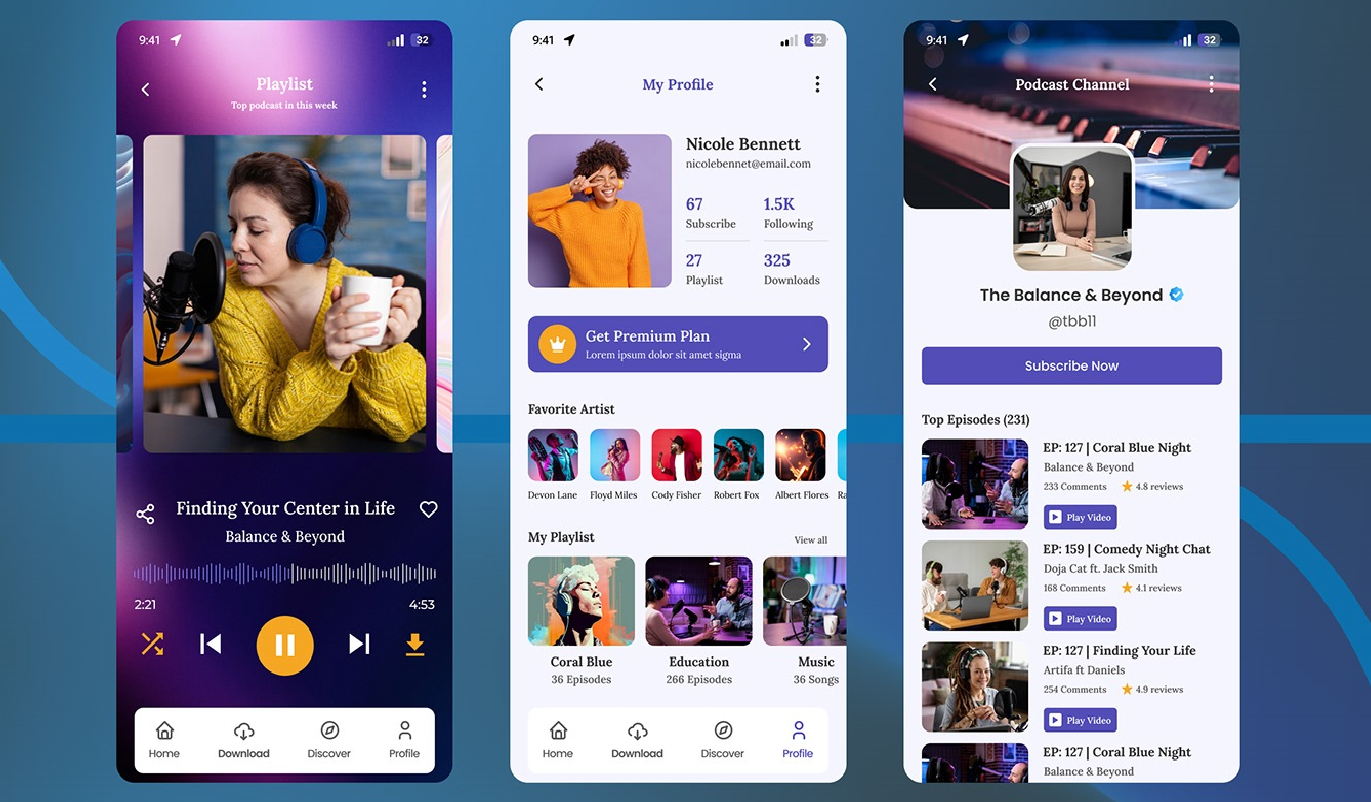 9:41
32
Playlist
Top podcast in this week
Finding Your Center in Life
Balance & Beyond
2:21
4:53
Home
Download
Discover
Profile
9:41
32
My Profile
Nicole Bennett
nicolebennet@email.com
67
1.5K
Subscribe
Following
27
325
Playlist
Downloads
Get Premium Plan
Lorem ipsum dolor sit amet sigma
Favorite Artist
Devon Lane
Floyd Miles
Cody Fisher
Robert Fox
Albert Flores
Ra
My Playlist
View all
Coral Blue
Education
Music
36 Episodes
266 Episodes
36 Songs
Home
Download
Discover
Profile
9:41
32
Podcast Channel
The Balance & Beyond
@tbb11
Subscribe Now
Top Episodes (231)
EP: 127 | Coral Blue Night
Balance & Beyond
233 Comments
4.8 reviews
Play Video
EP: 159 | Comedy Night Chat
Doja Cat ft. Jack Smith
168 Comments
4.1 reviews
Play Video
EP: 127 | Finding Your Life
Artifa ft Daniels
254 Comments
4.9 reviews
Play Video
EP: 127 | Coral Blue Night
Balance & Beyond